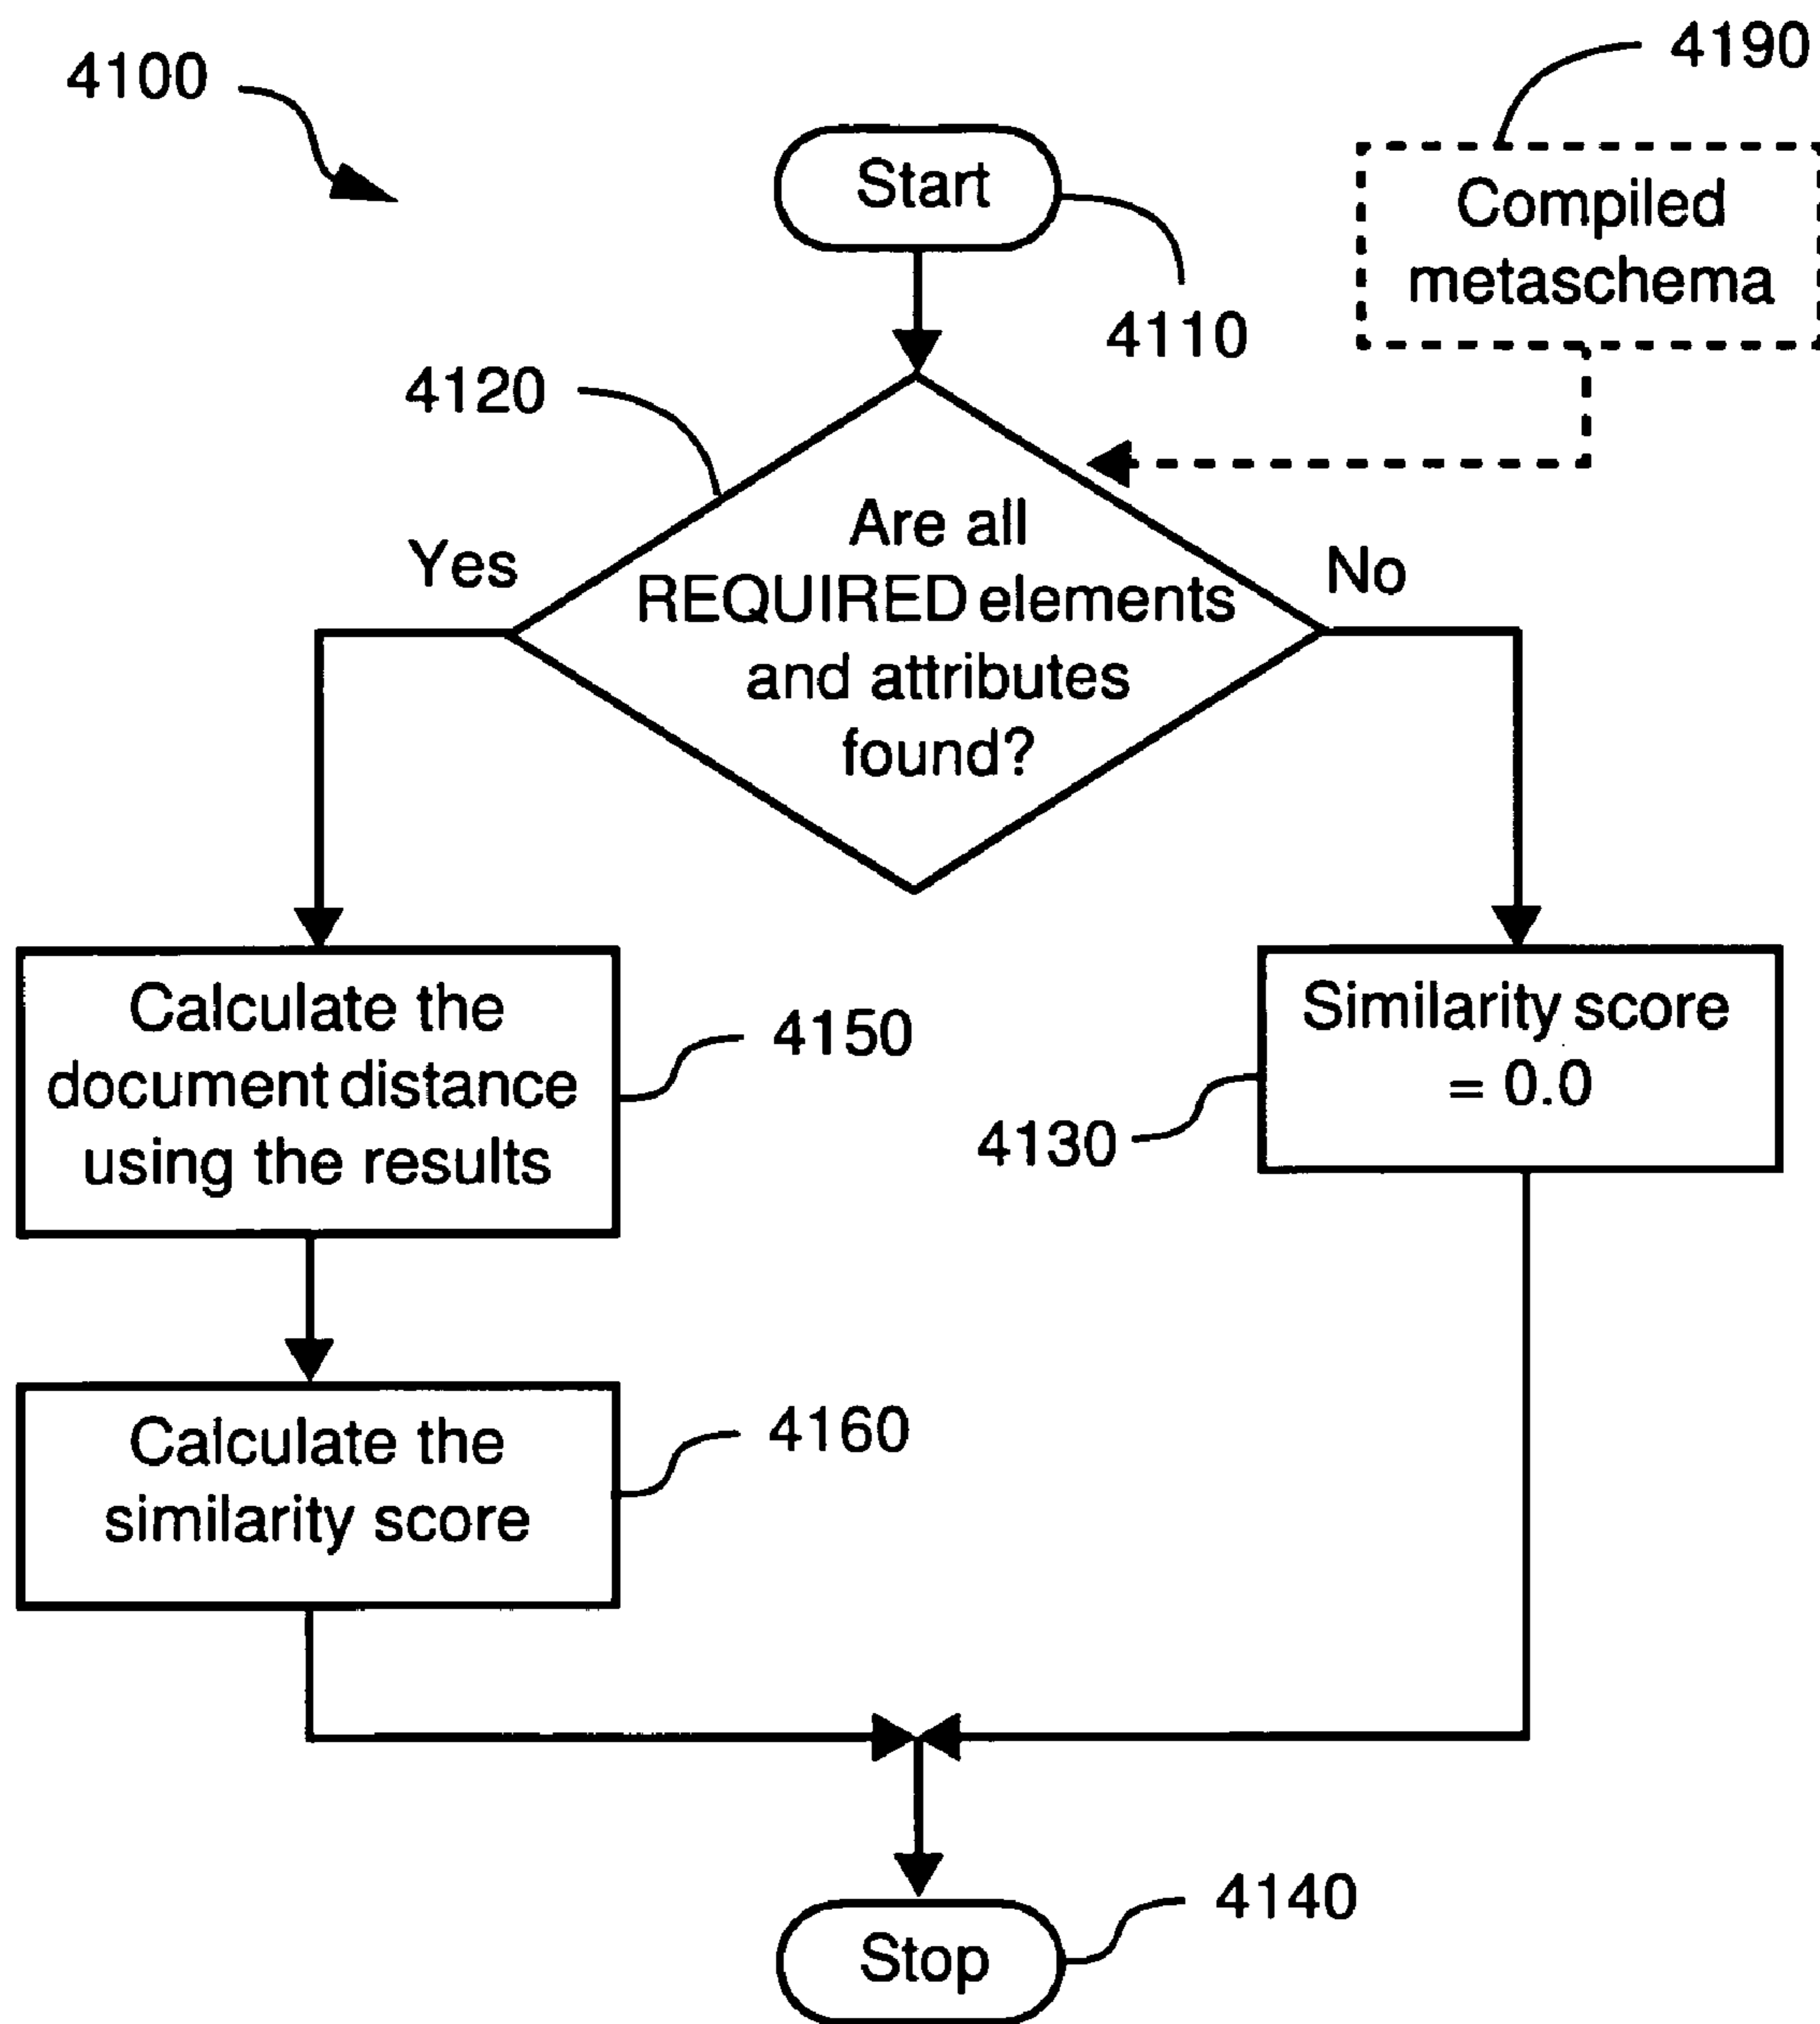 4100
4190
Start
Compiled
metaschema
4110
4120
Are all
REQUIRED elements
and attributes
found?
Yes
No
Calculate the
document distance
using the results
4150
Similarity score
= 0.0
4130
Calculate the
similarity score
4160
4140
Stop